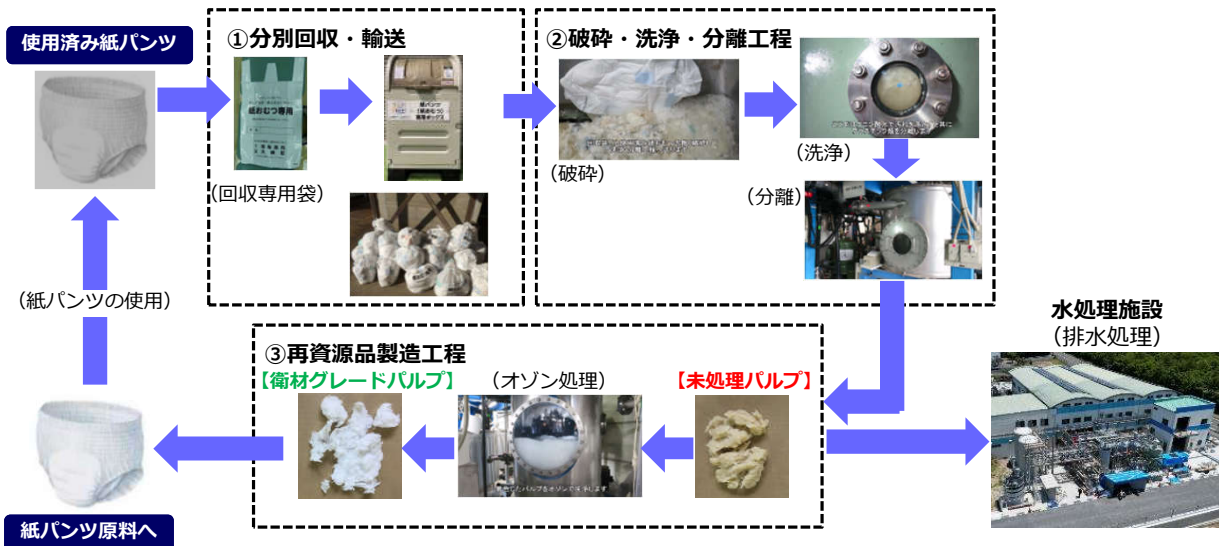 使用済み紙パンツ
①分別回収・輸送
紙おむつ専用
紙パンツ
(回収専用袋)
②破砕・洗浄・分離工程
(破砕)
(洗浄)
(分離)
(紙パンツの使用)
③再資源品製造工程
【衛材グレードパルプ】
(オゾン処理)
【未処理パルプ】
水処理施設
(排水処理)
紙パンツ原料へ